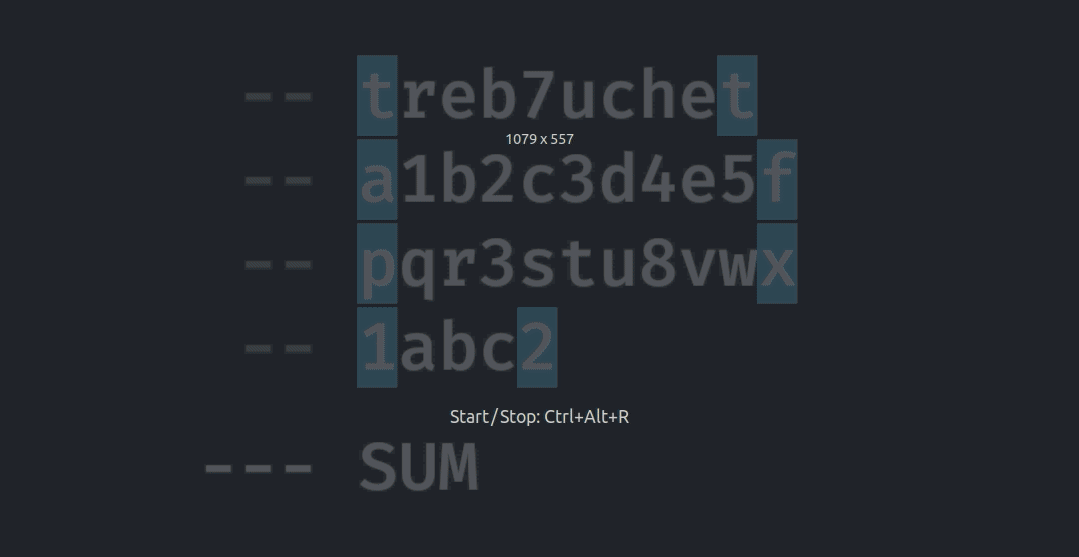 -- treb7uchet
1079 x 557
-- a1b2c3d4e5f
-- pqr3stu8vwx
-- 1abc2
Start/Stop: Ctrl+Alt+R
--- SUM